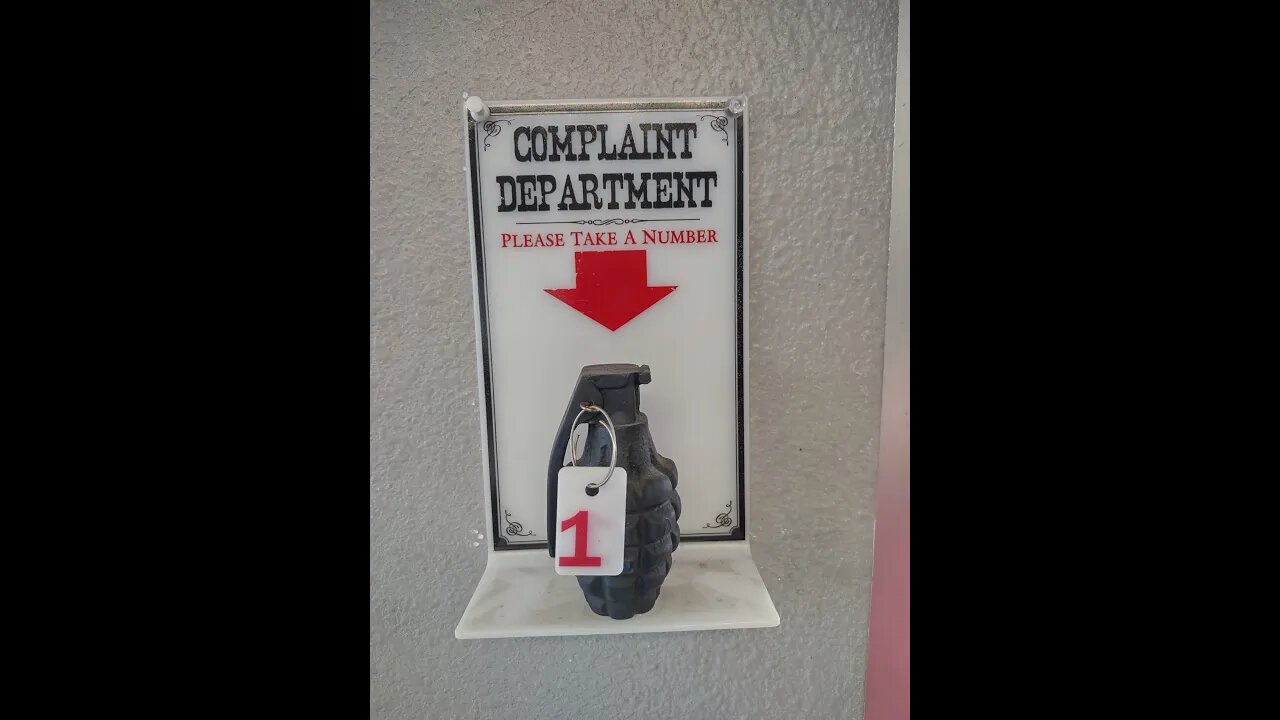 COMPLAINT
DEPARTMENT
PLEASE TAKE A NUMBER
1